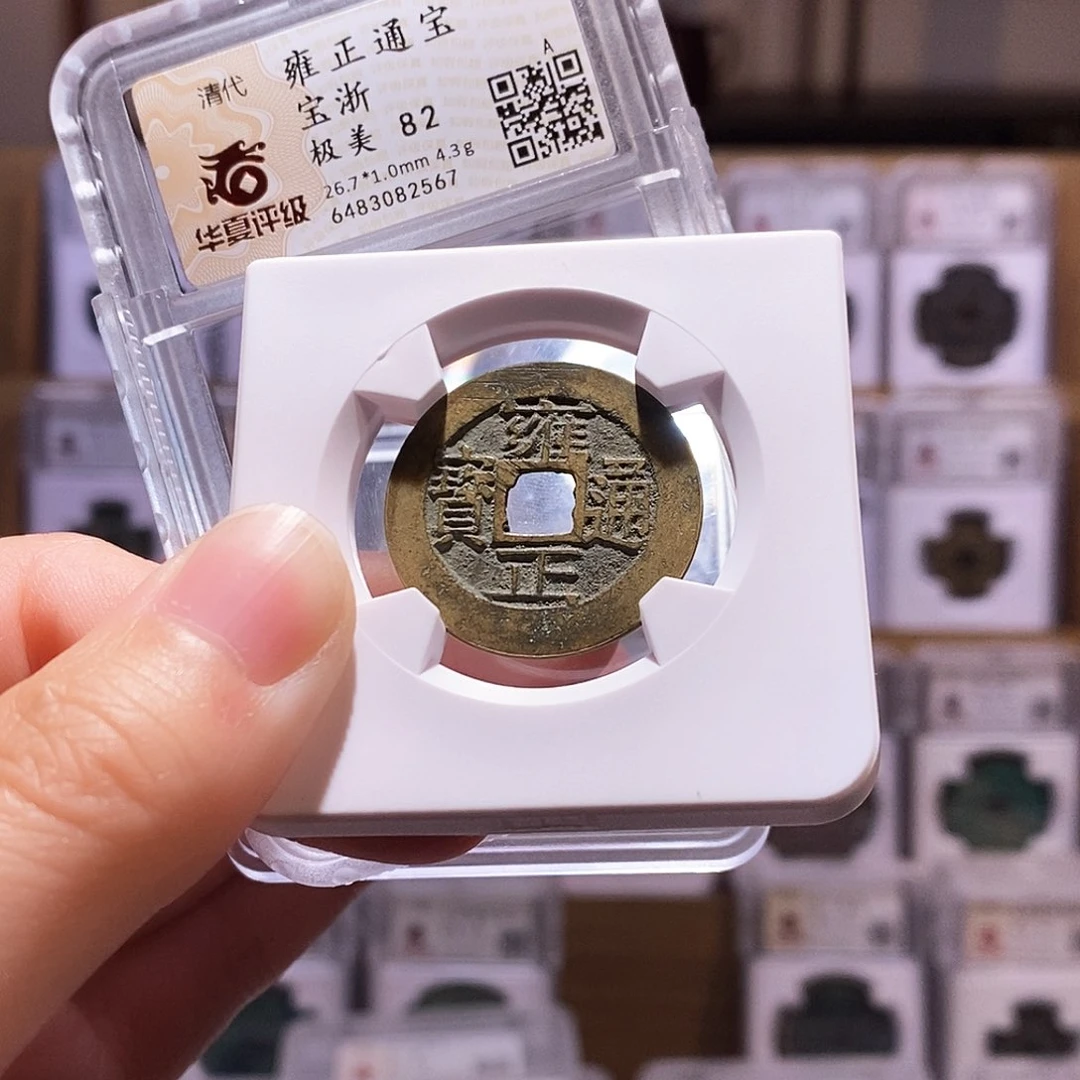 清代
雍正通宝
宝浙
极美 82
26.7*1.0mm 4.3g
6483082567
A
华夏评级
雍正通寳